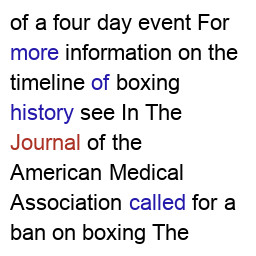 of a four day event For
more information on the
timeline of boxing
history see In The
Journal of the
American Medical
Association called for a
ban on boxing The